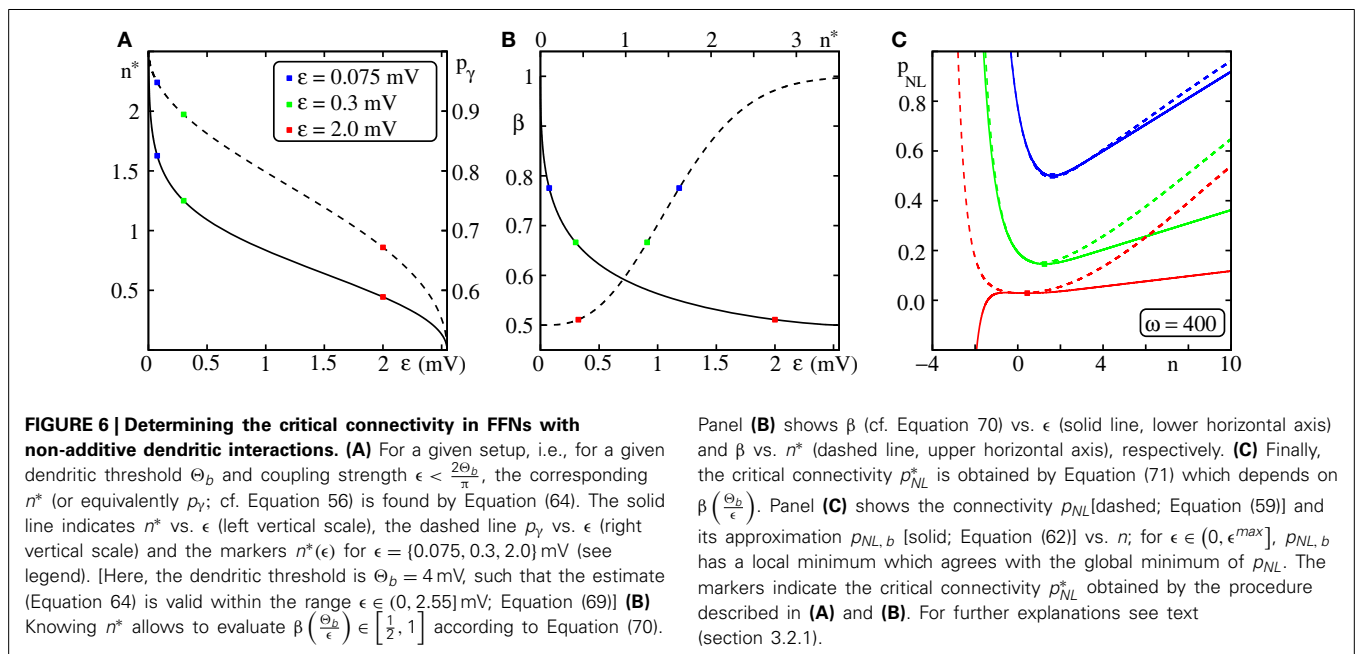 A
n*
2
1.5
1
0.5
0 0.5 1 1.5 2 ε (mV)
p_γ
0.9
0.8
0.7
0.6
ε = 0.075 mV
ε = 0.3 mV
ε = 2.0 mV
B
0 1 2 3 n*
1
β
0.8
0.7
0.6
0.5
0 0.5 1 1.5 2 ε (mV)
C
p_NL
0.8
0.6
0.4
0.2
0.0
−4 0 4 n 10
ω = 400
FIGURE 6 | Determining the critical connectivity in FFNs with
non-additive dendritic interactions. (A) For a given setup, i.e., for a given
dendritic threshold Θ_b and coupling strength ϵ < 2Θ_b/π, the corresponding
n* (or equivalently p_γ; cf. Equation 56) is found by Equation (64). The solid
line indicates n* vs. ϵ (left vertical scale), the dashed line p_γ vs. ϵ (right
vertical scale) and the markers n*(ϵ) for ϵ = {0.075, 0.3, 2.0} mV (see
legend). [Here, the dendritic threshold is Θ_b = 4 mV, such that the estimate
(Equation 64) is valid within the range ϵ ∈ (0, 2.55] mV; Equation (69)] (B)
Knowing n* allows to evaluate β(Θ_b/ϵ) ∈ [1/2, 1] according to Equation (70).
Panel (B) shows β (cf. Equation 70) vs. ϵ (solid line, lower horizontal axis)
and β vs. n* (dashed line, upper horizontal axis), respectively. (C) Finally,
the critical connectivity p*_NL is obtained by Equation (71) which depends on
β(Θ_b/ϵ). Panel (C) shows the connectivity p_NL[dashed; Equation (59)] and
its approximation p_NL, b [solid; Equation (62)] vs. n; for ϵ ∈ (0, ϵ^max], p_NL, b
has a local minimum which agrees with the global minimum of p_NL. The
markers indicate the critical connectivity p*_NL obtained by the procedure
described in (A) and (B). For further explanations see text
(section 3.2.1).